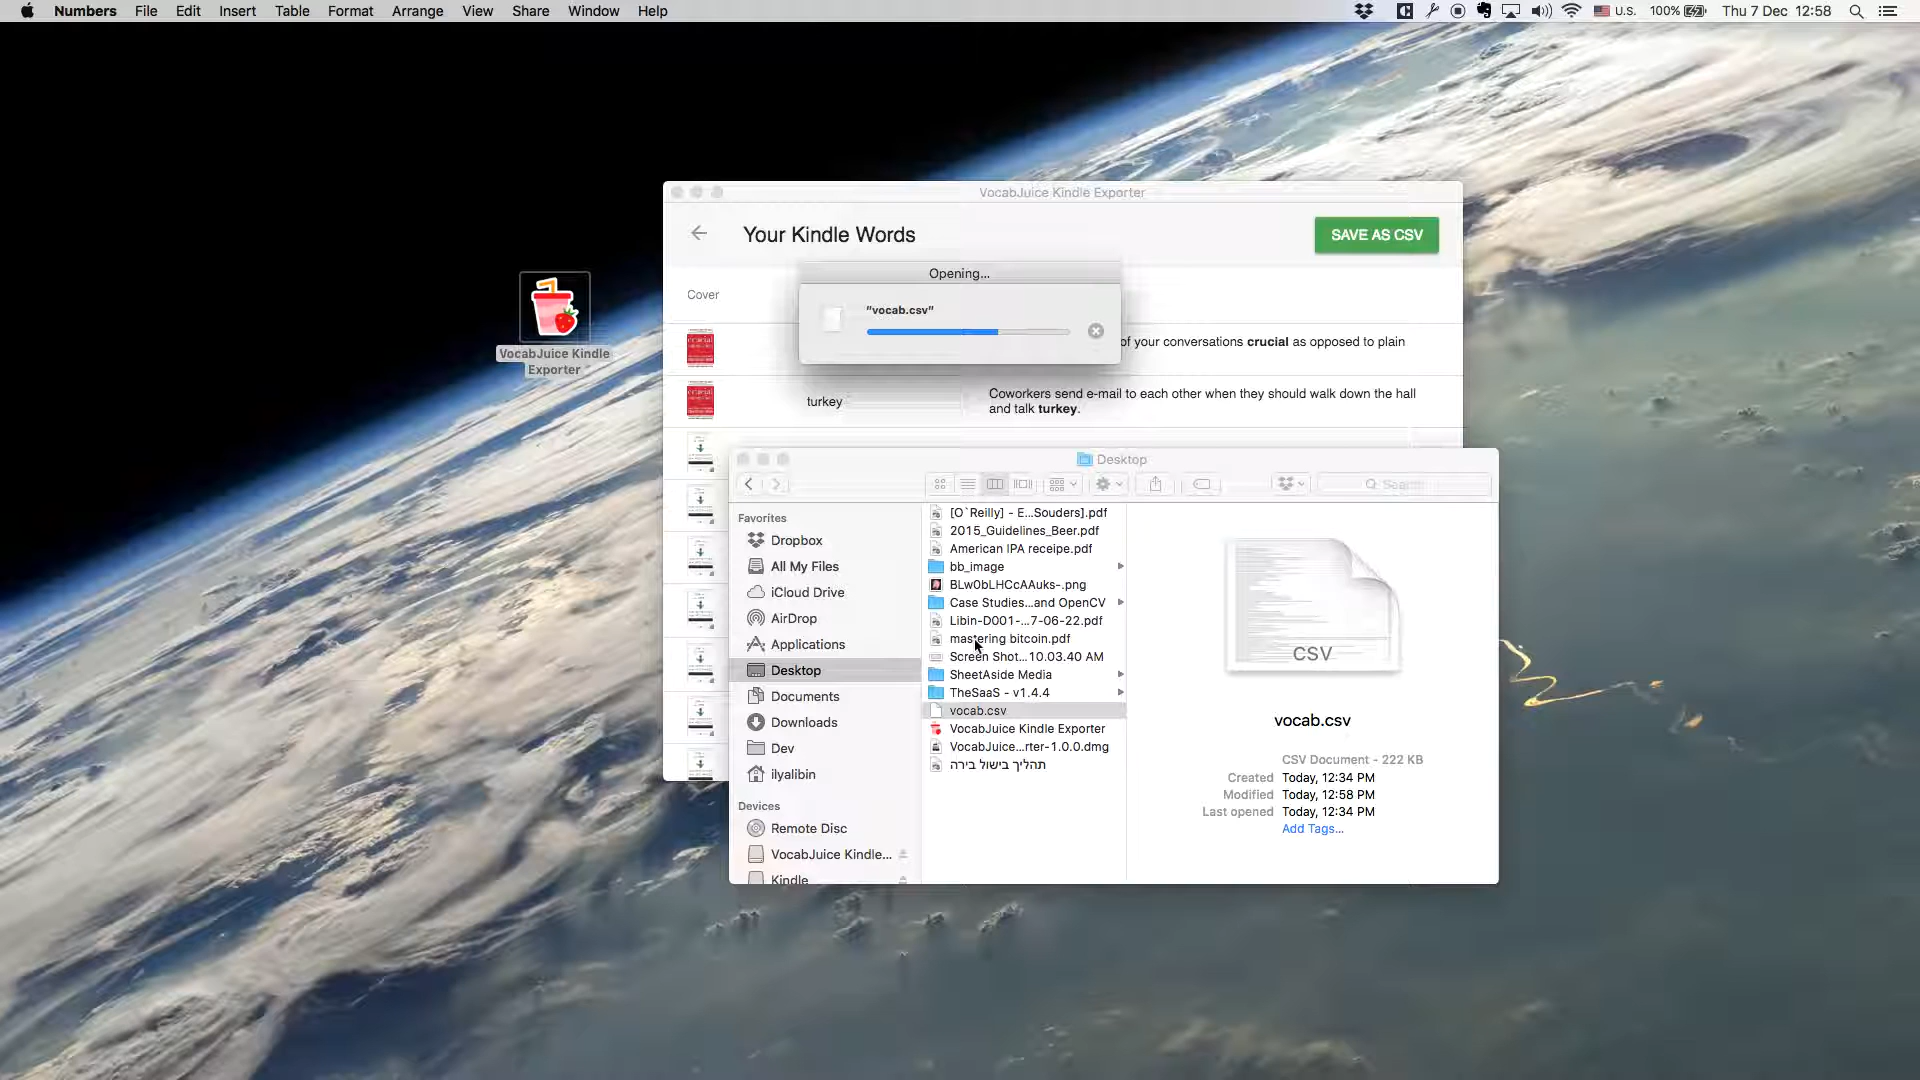 Numbers File Edit Insert Table Format Arrange View Share Window Help
U.S. 100% Thu 7 Dec 12:58
VocabJuice Kindle
Exporter
VocabJuice Kindle Exporter
Your Kindle Words
SAVE AS CSV
Opening...
Cover
"vocab.csv"
of your conversations crucial as opposed to plain
turkey
Coworkers send e-mail to each other when they should walk down the hall
and talk turkey.
Desktop
Search
Favorites
Dropbox
All My Files
iCloud Drive
AirDrop
Applications
Desktop
Documents
Downloads
Dev
ilyalibin
Devices
Remote Disc
VocabJuice Kindle...
Kindle
[O`Reilly] - E...Souders].pdf
2015_Guidelines_Beer.pdf
American IPA receipe.pdf
bb_image
BLw0bLHCcAAuks-.png
Case Studies...and OpenCV
Libin-D001-...7-06-22.pdf
mastering bitcoin.pdf
Screen Shot...10.03.40 AM
SheetAside Media
TheSaaS - v1.4.4
vocab.csv
VocabJuice Kindle Exporter
VocabJuice...rter-1.0.0.dmg
תהליך בישול בירה
CSV
vocab.csv
CSV Document - 222 KB
Created Today, 12:34 PM
Modified Today, 12:58 PM
Last opened Today, 12:34 PM
Add Tags...